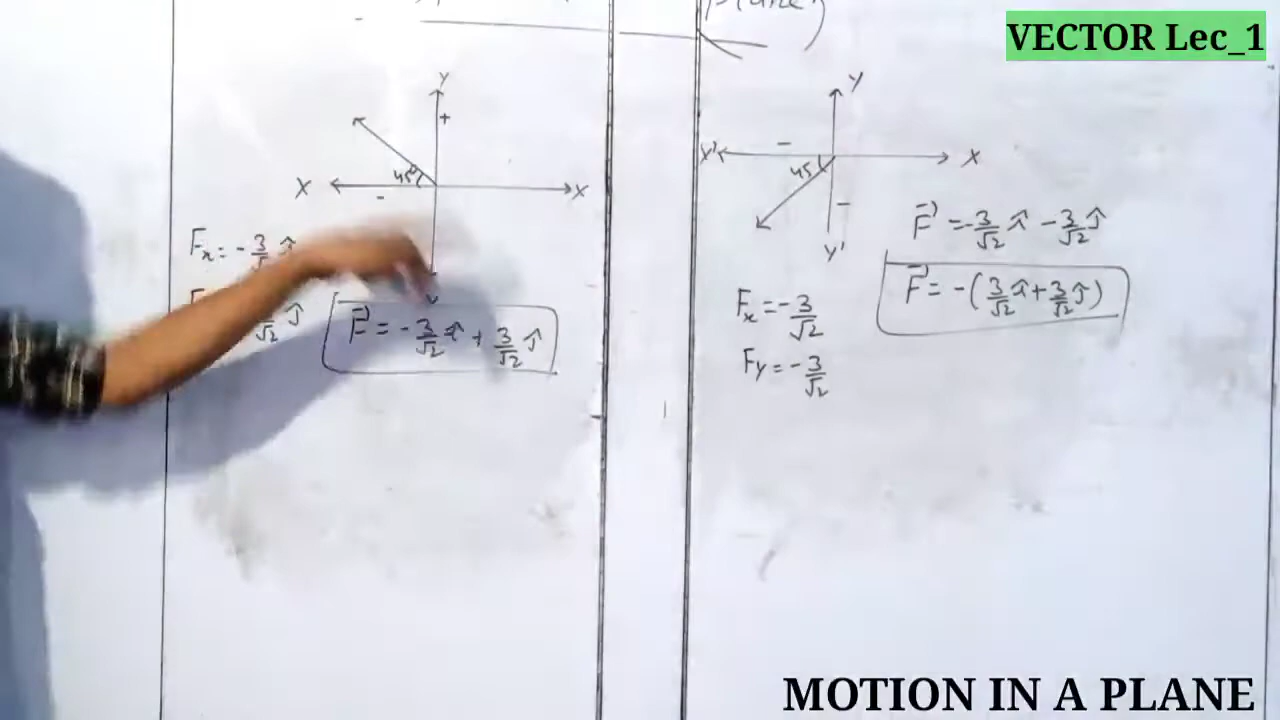 VECTOR Lec_1
Y
+
45°
X
-
X
Fx = - 3/√2 î
F⃗ = - 3/√2 î + 3/√2 ĵ
Y
X'
-
45
X
-
Y'
F⃗ = - 3/√2 î - 3/√2 ĵ
F⃗ = - ( 3/√2 î + 3/√2 ĵ )
Fx = - 3/√2
Fy = - 3/√2
MOTION IN A PLANE